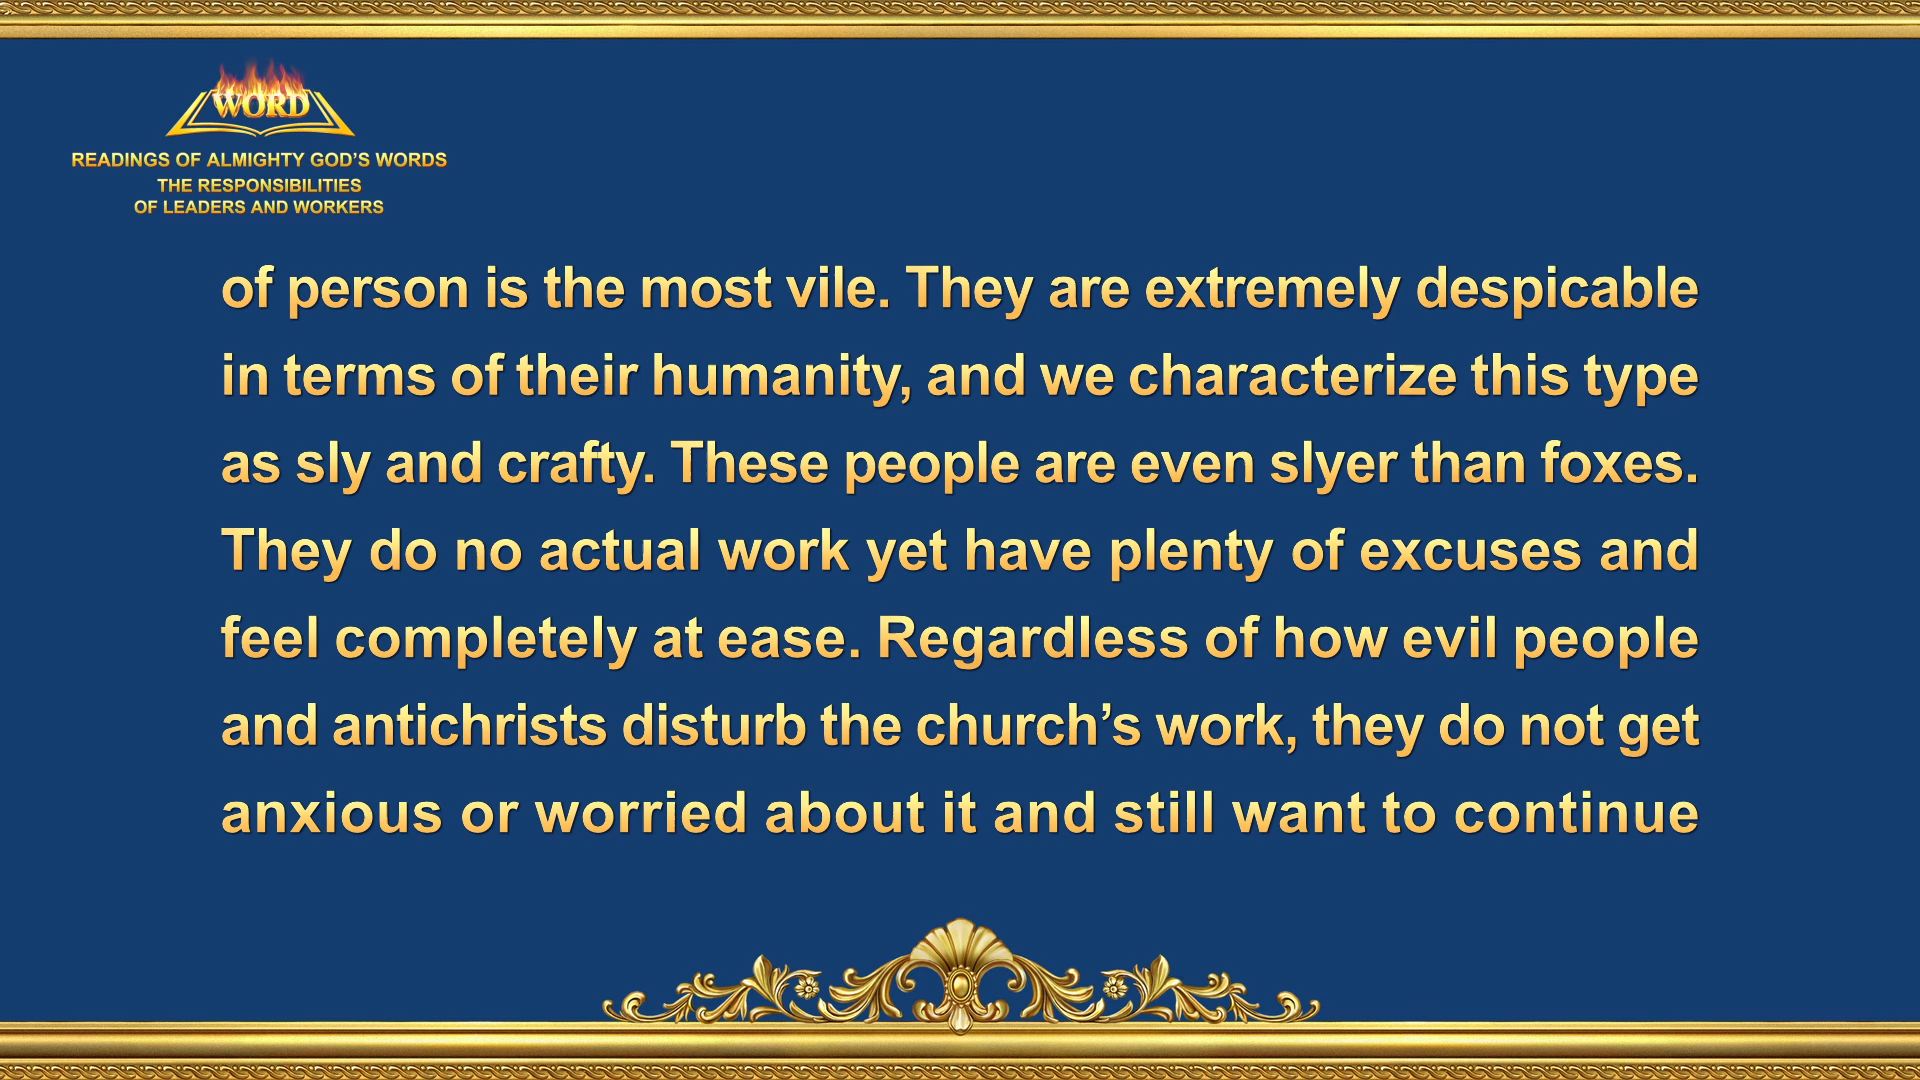 WORD
READINGS OF ALMIGHTY GOD’S WORDS
THE RESPONSIBILITIES
OF LEADERS AND WORKERS
of person is the most vile. They are extremely despicable
in terms of their humanity, and we characterize this type
as sly and crafty. These people are even slyer than foxes.
They do no actual work yet have plenty of excuses and
feel completely at ease. Regardless of how evil people
and antichrists disturb the church’s work, they do not get
anxious or worried about it and still want to continue